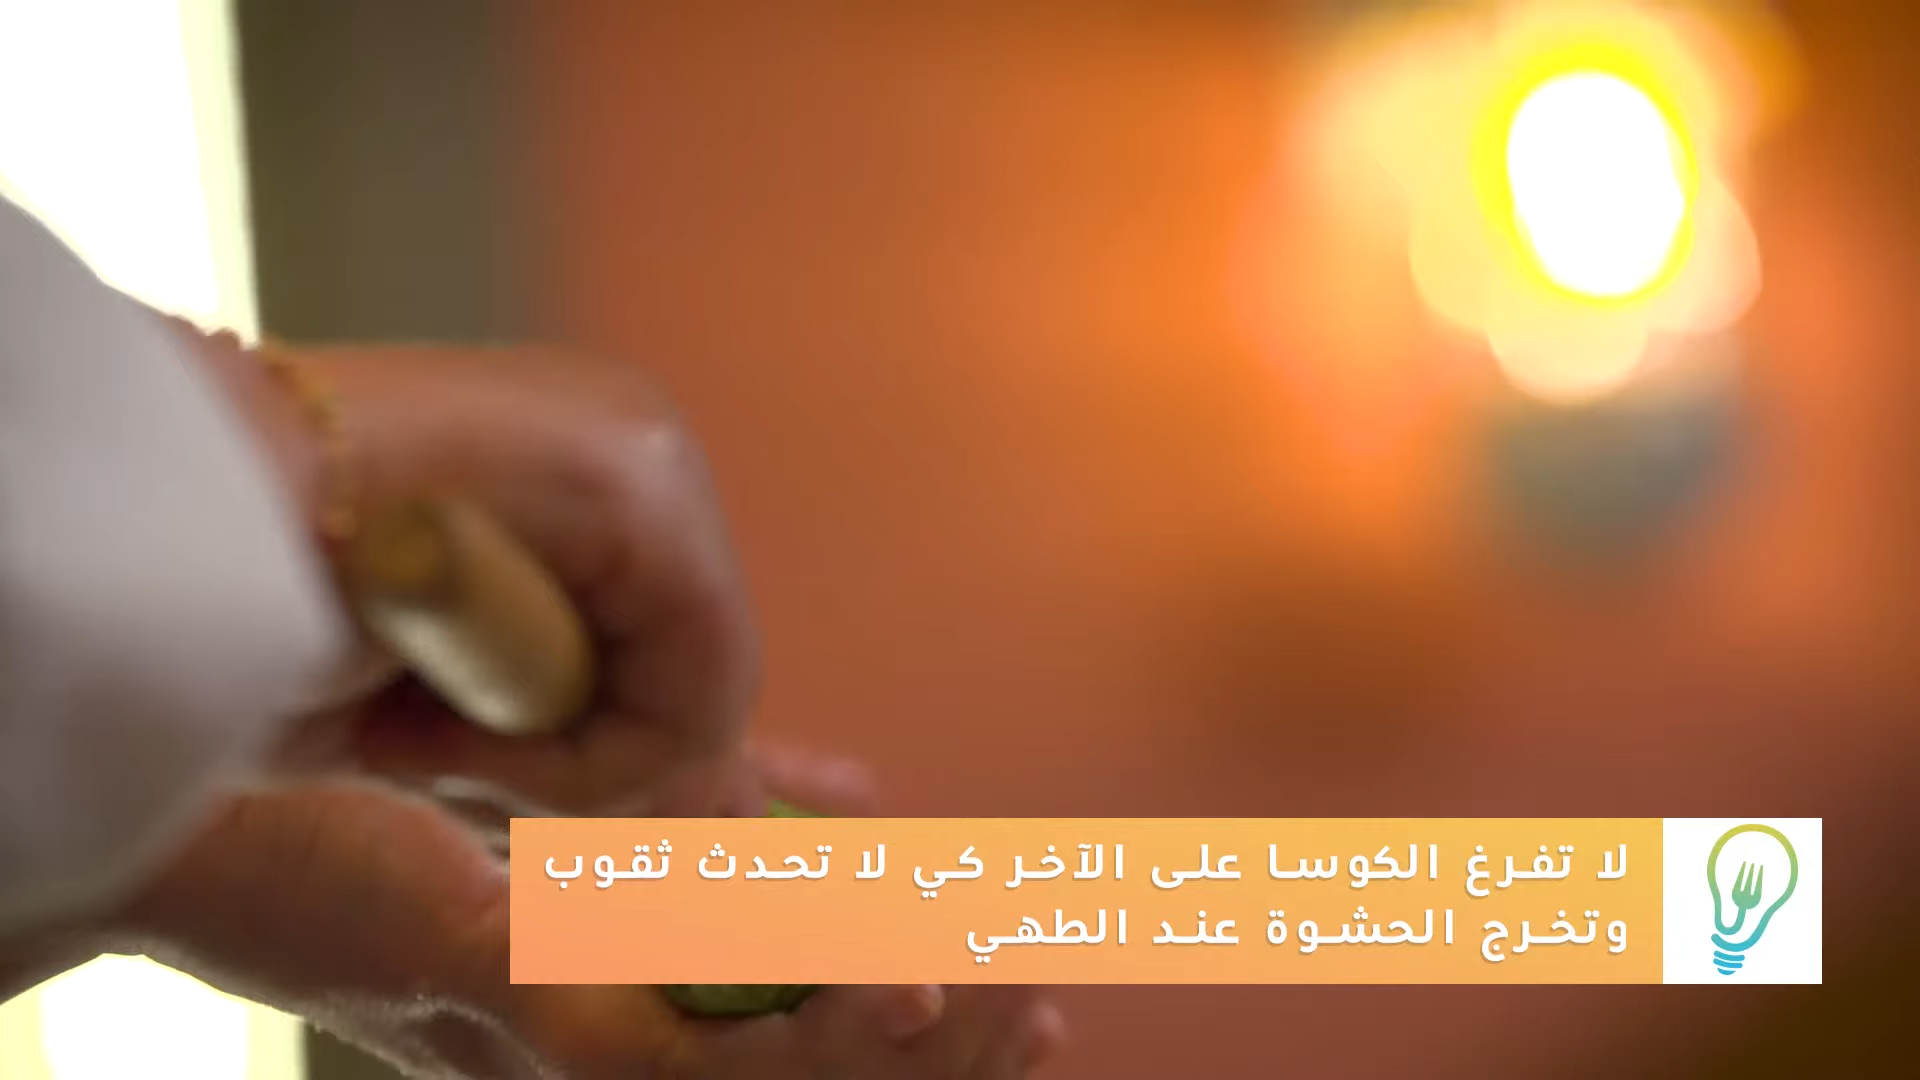 لا تفرغ الكوسا على الآخر كي لا تحدث ثقوب
وتخرج الحشوة عند الطهي